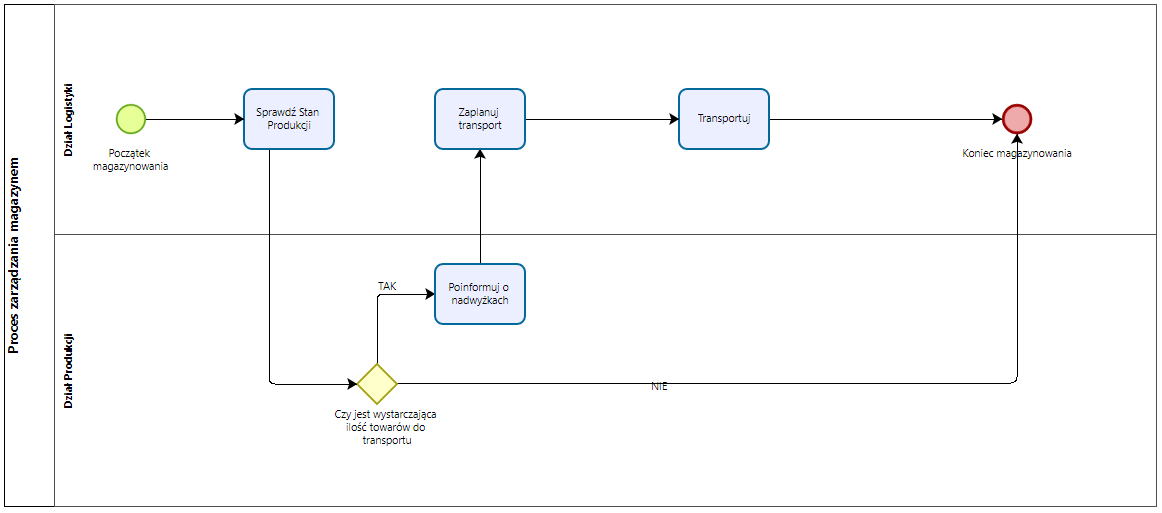 Proces zarządzania magazynem
Dział Logistyki
Początek
magazynowania
Sprawdź Stan
Produkcji
Zaplanuj
transport
Transportuj
Koniec magazynowania
Dział Produkcji
TAK
Poinformuj o
nadwyżkach
NIE
Czy jest wystarczająca
ilość towarów do
transportu